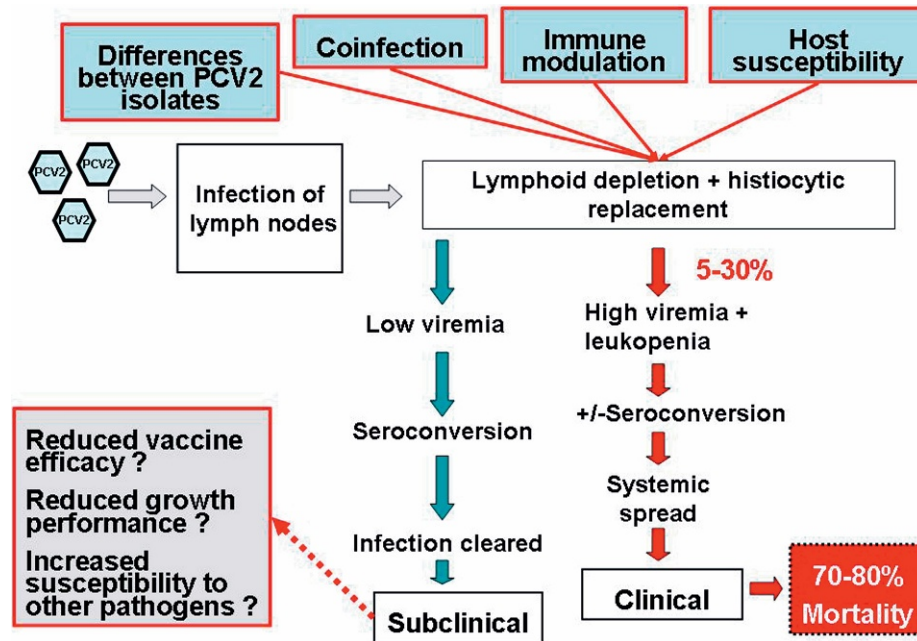 Differences
between PCV2
isolates
Coinfection
Immune
modulation
Host
susceptibility
PCV2
PCV2
PCV2
Infection of
lymph nodes
Lymphoid depletion + histiocytic
replacement
5-30%
Low viremia
High viremia +
leukopenia
Seroconversion
+/-Seroconversion
Infection cleared
Systemic
spread
Subclinical
Clinical
70-80%
Mortality
Reduced vaccine
efficacy ?
Reduced growth
performance ?
Increased
susceptibility to
other pathogens ?